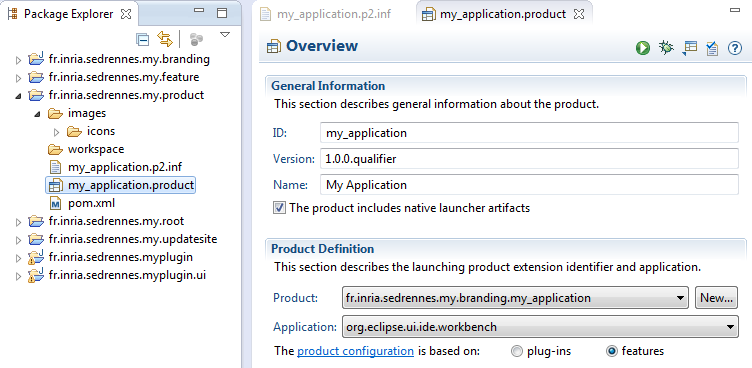 Package Explorer
fr.inria.sedrennes.my.branding
fr.inria.sedrennes.my.feature
fr.inria.sedrennes.my.product
images
icons
workspace
my_application.p2.inf
my_application.product
pom.xml
fr.inria.sedrennes.my.root
fr.inria.sedrennes.my.updatesite
fr.inria.sedrennes.myplugin
fr.inria.sedrennes.myplugin.ui
my_application.p2.inf my_application.product
Overview
General Information
This section describes general information about the product.
ID: my_application
Version: 1.0.0.qualifier
Name: My Application
The product includes native launcher artifacts
Product Definition
This section describes the launching product extension identifier and application.
Product: fr.inria.sedrennes.my.branding.my_application New...
Application: org.eclipse.ui.ide.workbench
The product configuration is based on: plug-ins features